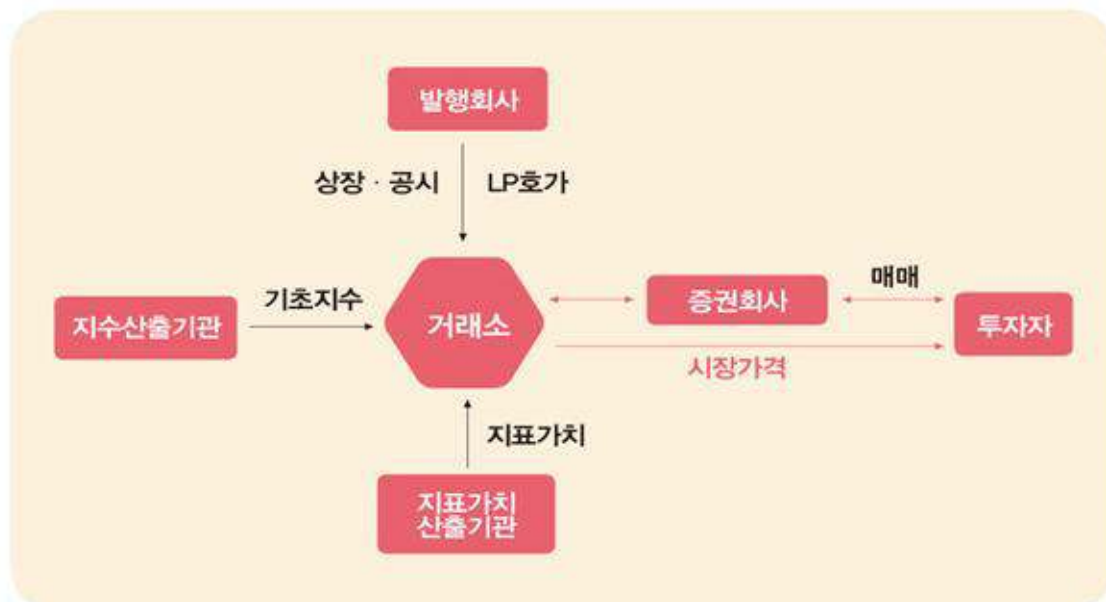 발행회사
상장 · 공시
LP호가
지수산출기관
기초지수
거래소
증권회사
매매
투자자
시장가격
지표가치
지표가치
산출기관